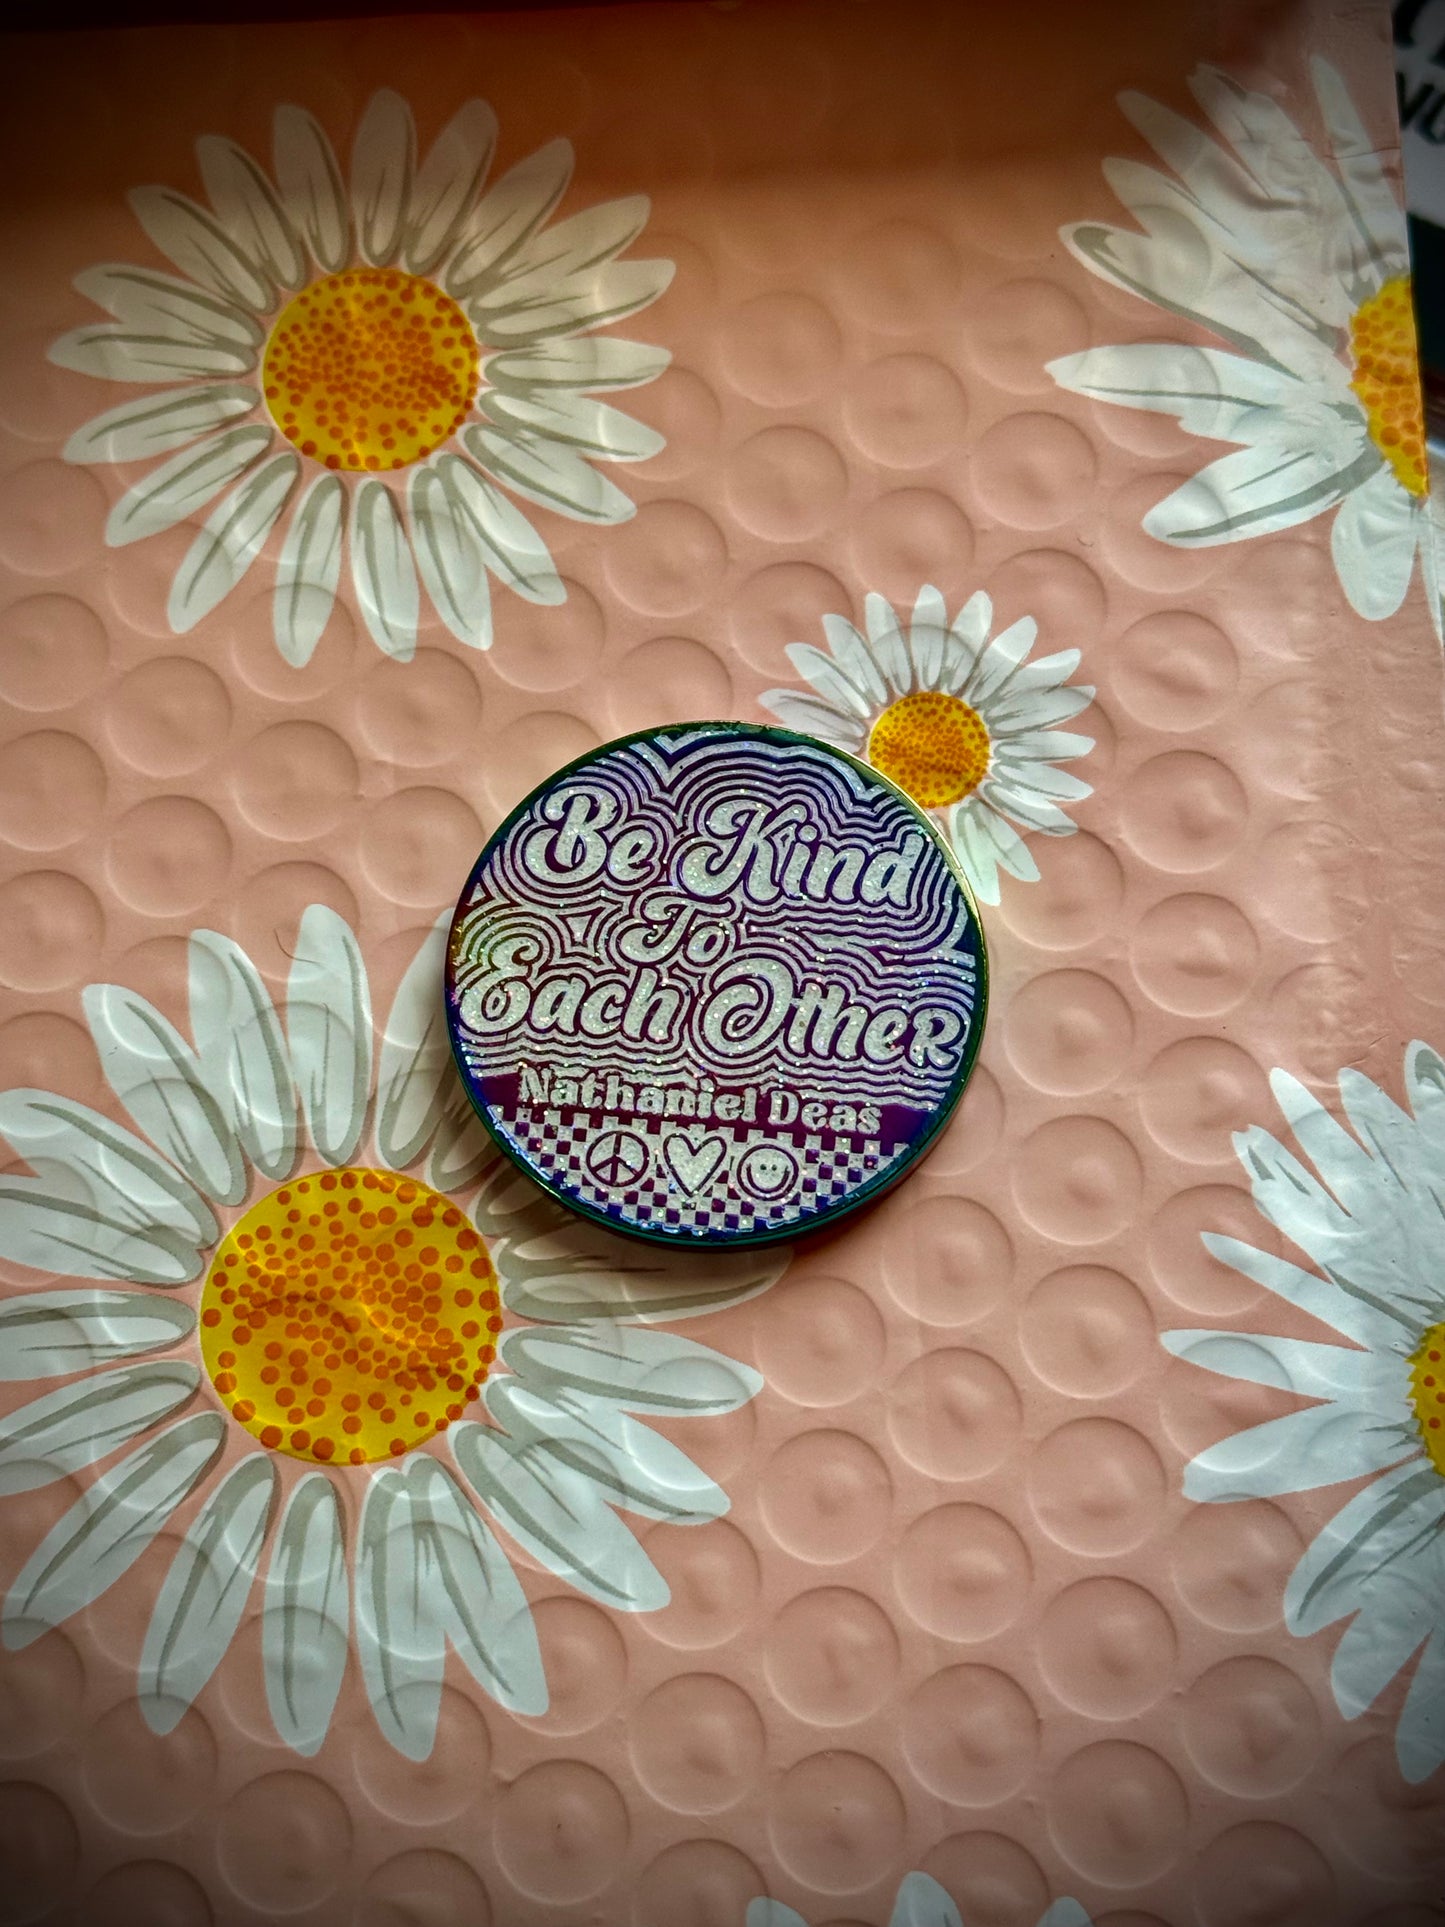 Be Kind
To
Each Other
Nathaniel Deas